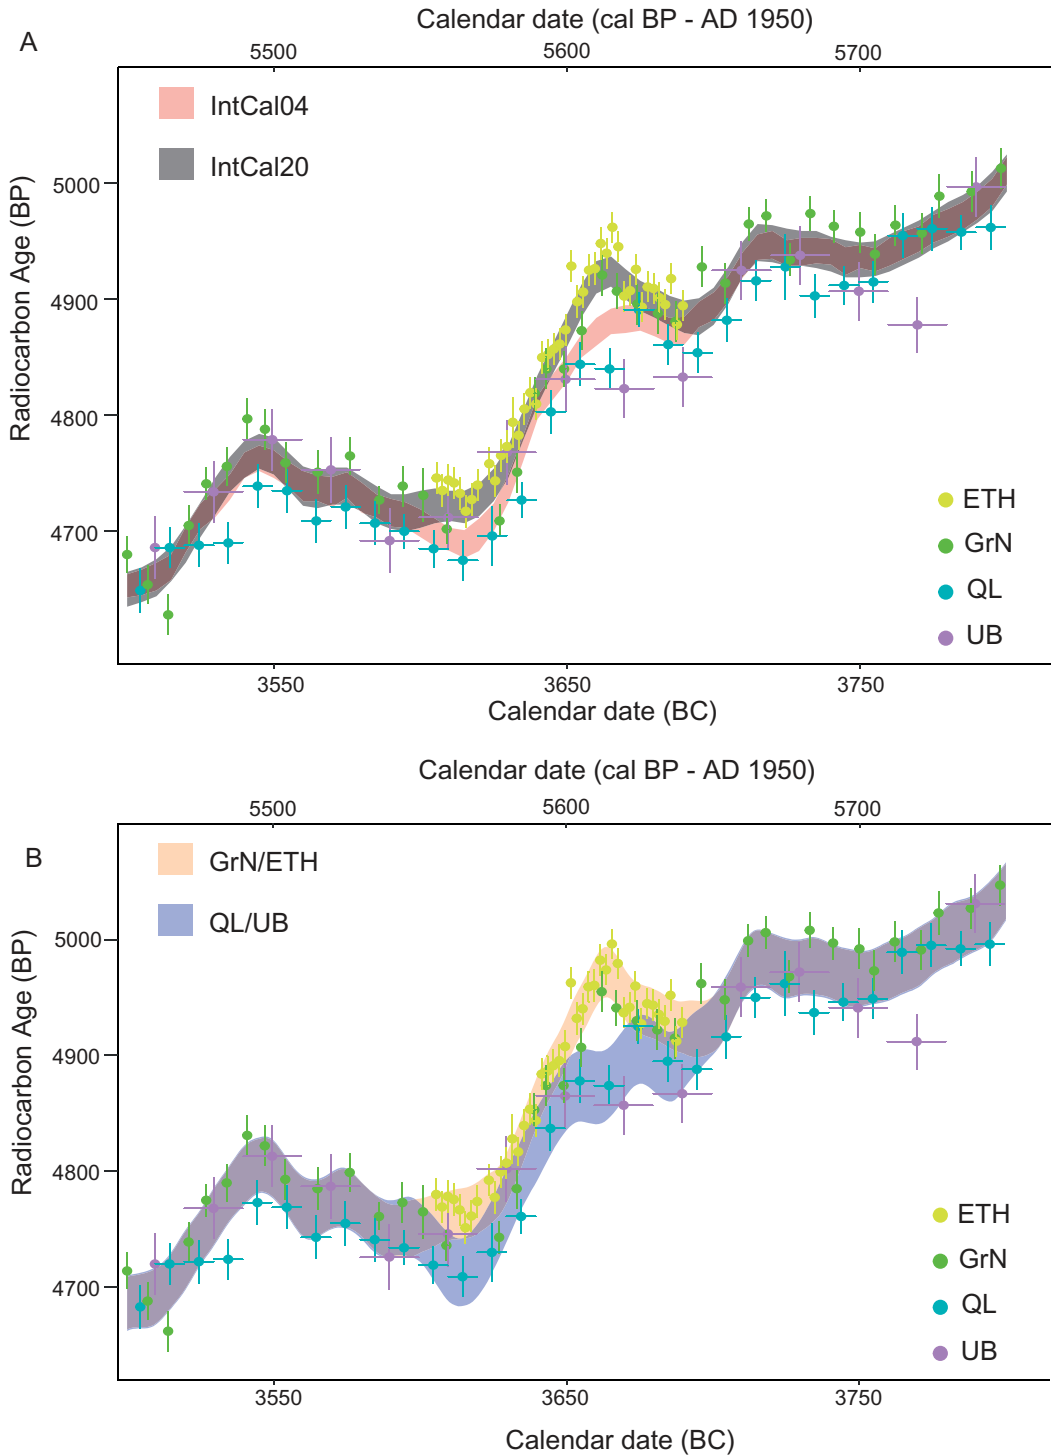 Calendar date (cal BP - AD 1950)
A
5500 5600 5700
IntCal04
IntCal20
Radiocarbon Age (BP)
5000
4900
4800
4700
ETH
GrN
QL
UB
3550 3650 3750
Calendar date (BC)
Calendar date (cal BP - AD 1950)
5500 5600 5700
B
GrN/ETH
QL/UB
Radiocarbon Age (BP)
5000
4900
4800
4700
ETH
GrN
QL
UB
3550 3650 3750
Calendar date (BC)